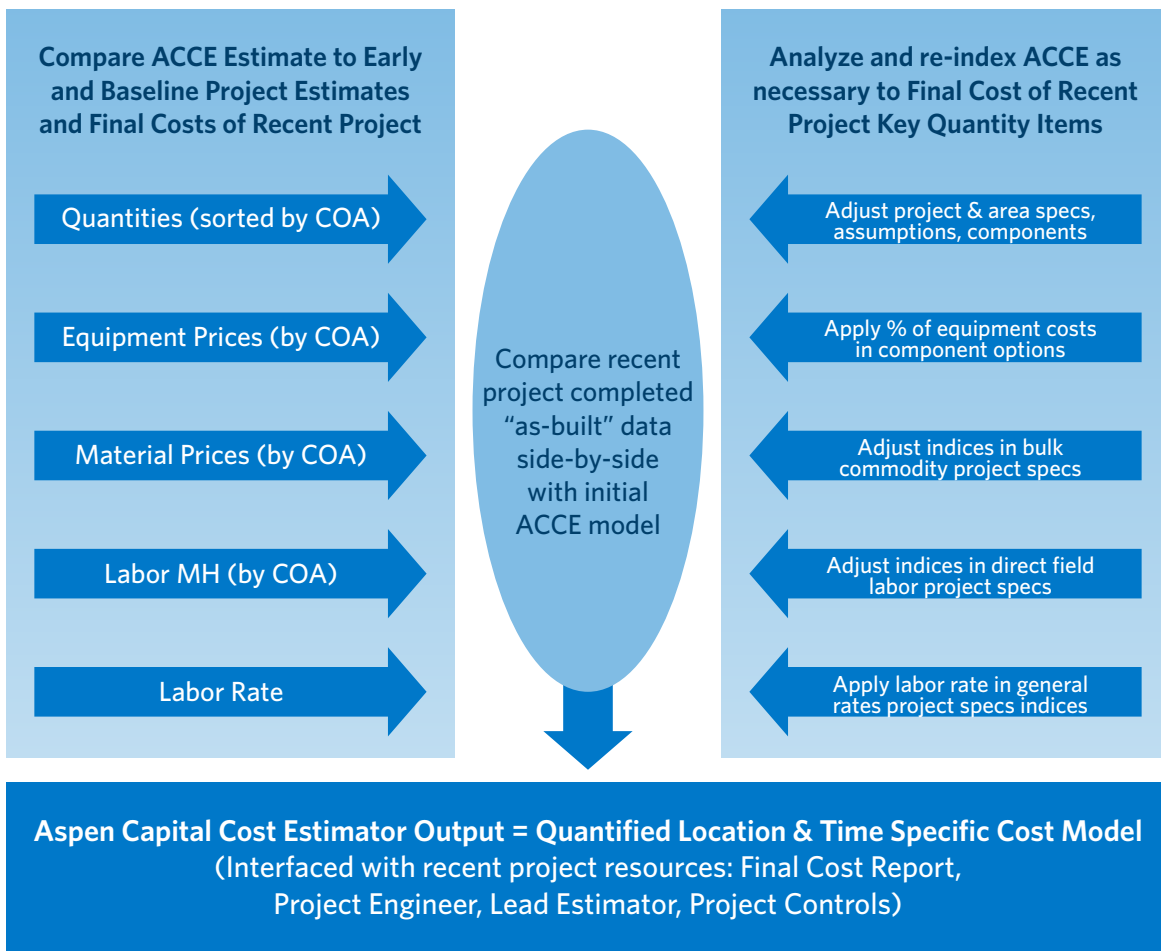 Compare ACCE Estimate to Early
and Baseline Project Estimates
and Final Costs of Recent Project
Quantities (sorted by COA)
Equipment Prices (by COA)
Material Prices (by COA)
Labor MH (by COA)
Labor Rate
Compare recent
project completed
“as-built” data
side-by-side
with initial
ACCE model
Analyze and re-index ACCE as
necessary to Final Cost of Recent
Project Key Quantity Items
Adjust project & area specs,
assumptions, components
Apply % of equipment costs
in component options
Adjust indices in bulk
commodity project specs
Adjust indices in direct field
labor project specs
Apply labor rate in general
rates project specs indices
Aspen Capital Cost Estimator Output = Quantified Location & Time Specific Cost Model
(Interfaced with recent project resources: Final Cost Report,
Project Engineer, Lead Estimator, Project Controls)